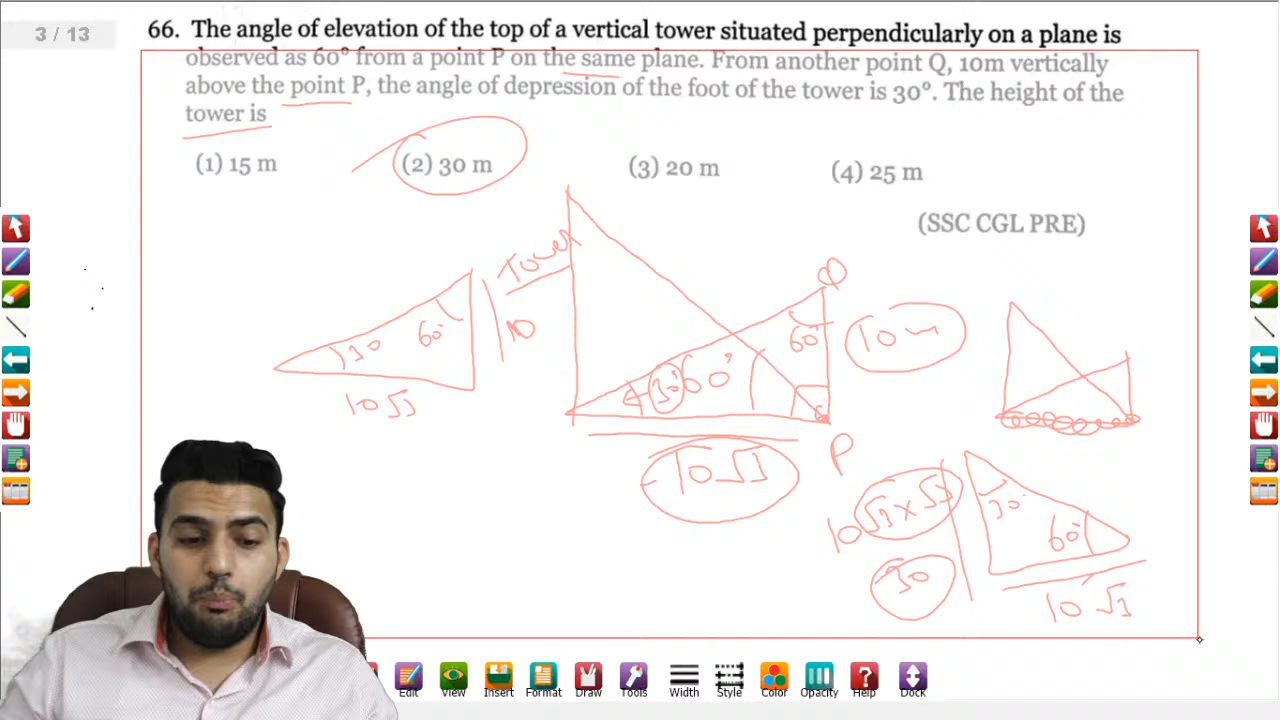 3 / 13
66. The angle of elevation of the top of a vertical tower situated perpendicularly on a plane is
observed as 60° from a point P on the same plane. From another point Q, 10m vertically
above the point P, the angle of depression of the foot of the tower is 30°. The height of the
tower is
(1) 15 m (2) 30 m (3) 20 m (4) 25 m
(SSC CGL PRE)
Tower
Q
30 60° 10
60° 10 m
30° 60°
10√3
10√3
P
10 √3 × √3
30
60°
30
10 √3
Edit View Insert Format Draw Tools Width Style Color Opacity Help Dock